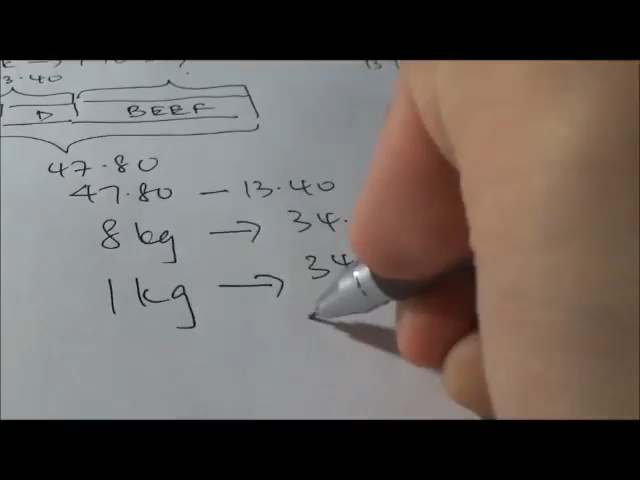 3.40
D BEEF
47.80
47.80 — 13.40
8 kg → 34.
1 kg → 34